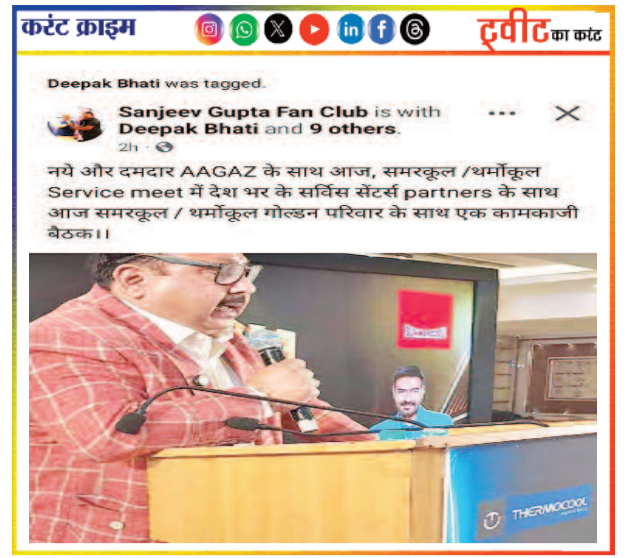 करंट क्राइम
ट्वीट का करंट
Deepak Bhati was tagged.
Sanjeev Gupta Fan Club is with
Deepak Bhati and 9 others.
2h
नये और दमदार AAGAZ के साथ आज, समरकूल /थर्मोकूल
Service meet में देश भर के सर्विस सेंटर्स partners के साथ
आज समरकूल / थर्मोकूल गोल्डन परिवार के साथ एक कामकाजी
बैठक।।
THERMOCOOL